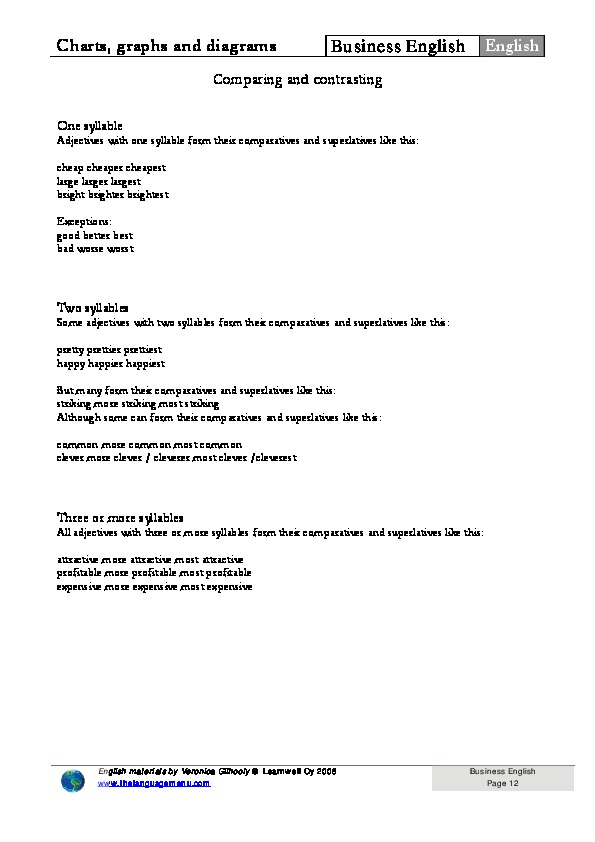 Charts, graphs and diagrams Business English English
Comparing and contrasting
One syllable
Adjectives with one syllable form their comparatives and superlatives like this:
cheap cheaper cheapest
large larger largest
bright brighter brightest
Exceptions:
good better best
bad worse worst
Two syllables
Some adjectives with two syllables form their comparatives and superlatives like this:
pretty prettier prettiest
happy happier happiest
But many form their comparatives and superlatives like this:
striking more striking most striking
Although some can form their comparatives and superlatives like this:
common more common most common
clever more clever / cleverer most clever /cleverest
Three or more syllables
All adjectives with three or more syllables form their comparatives and superlatives like this:
attractive more attractive most attractive
profitable more profitable most profitable
expensive more expensive most expensive
English materials by Veronica Gilhooly © Learnwell Oy 2006 Business English
www.thelanguagemenu.com Page 12